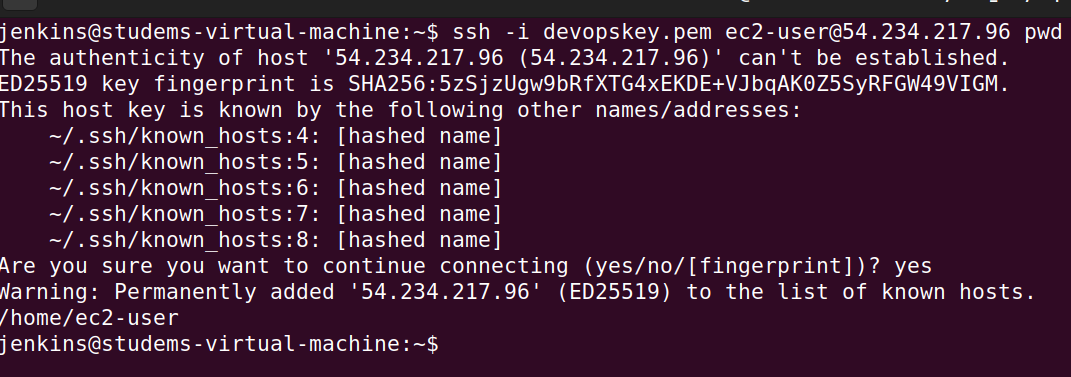 jenkins@studems-virtual-machine:~$ ssh -i devopskey.pem ec2-user@54.234.217.96 pwd
The authenticity of host '54.234.217.96 (54.234.217.96)' can't be established.
ED25519 key fingerprint is SHA256:5zSjzUgw9bRfXTG4xEKDE+VJbqAK0Z5SyRFGW49VIGM.
This host key is known by the following other names/addresses:
    ~/.ssh/known_hosts:4: [hashed name]
    ~/.ssh/known_hosts:5: [hashed name]
    ~/.ssh/known_hosts:6: [hashed name]
    ~/.ssh/known_hosts:7: [hashed name]
    ~/.ssh/known_hosts:8: [hashed name]
Are you sure you want to continue connecting (yes/no/[fingerprint])? yes
Warning: Permanently added '54.234.217.96' (ED25519) to the list of known hosts.
/home/ec2-user
jenkins@studems-virtual-machine:~$